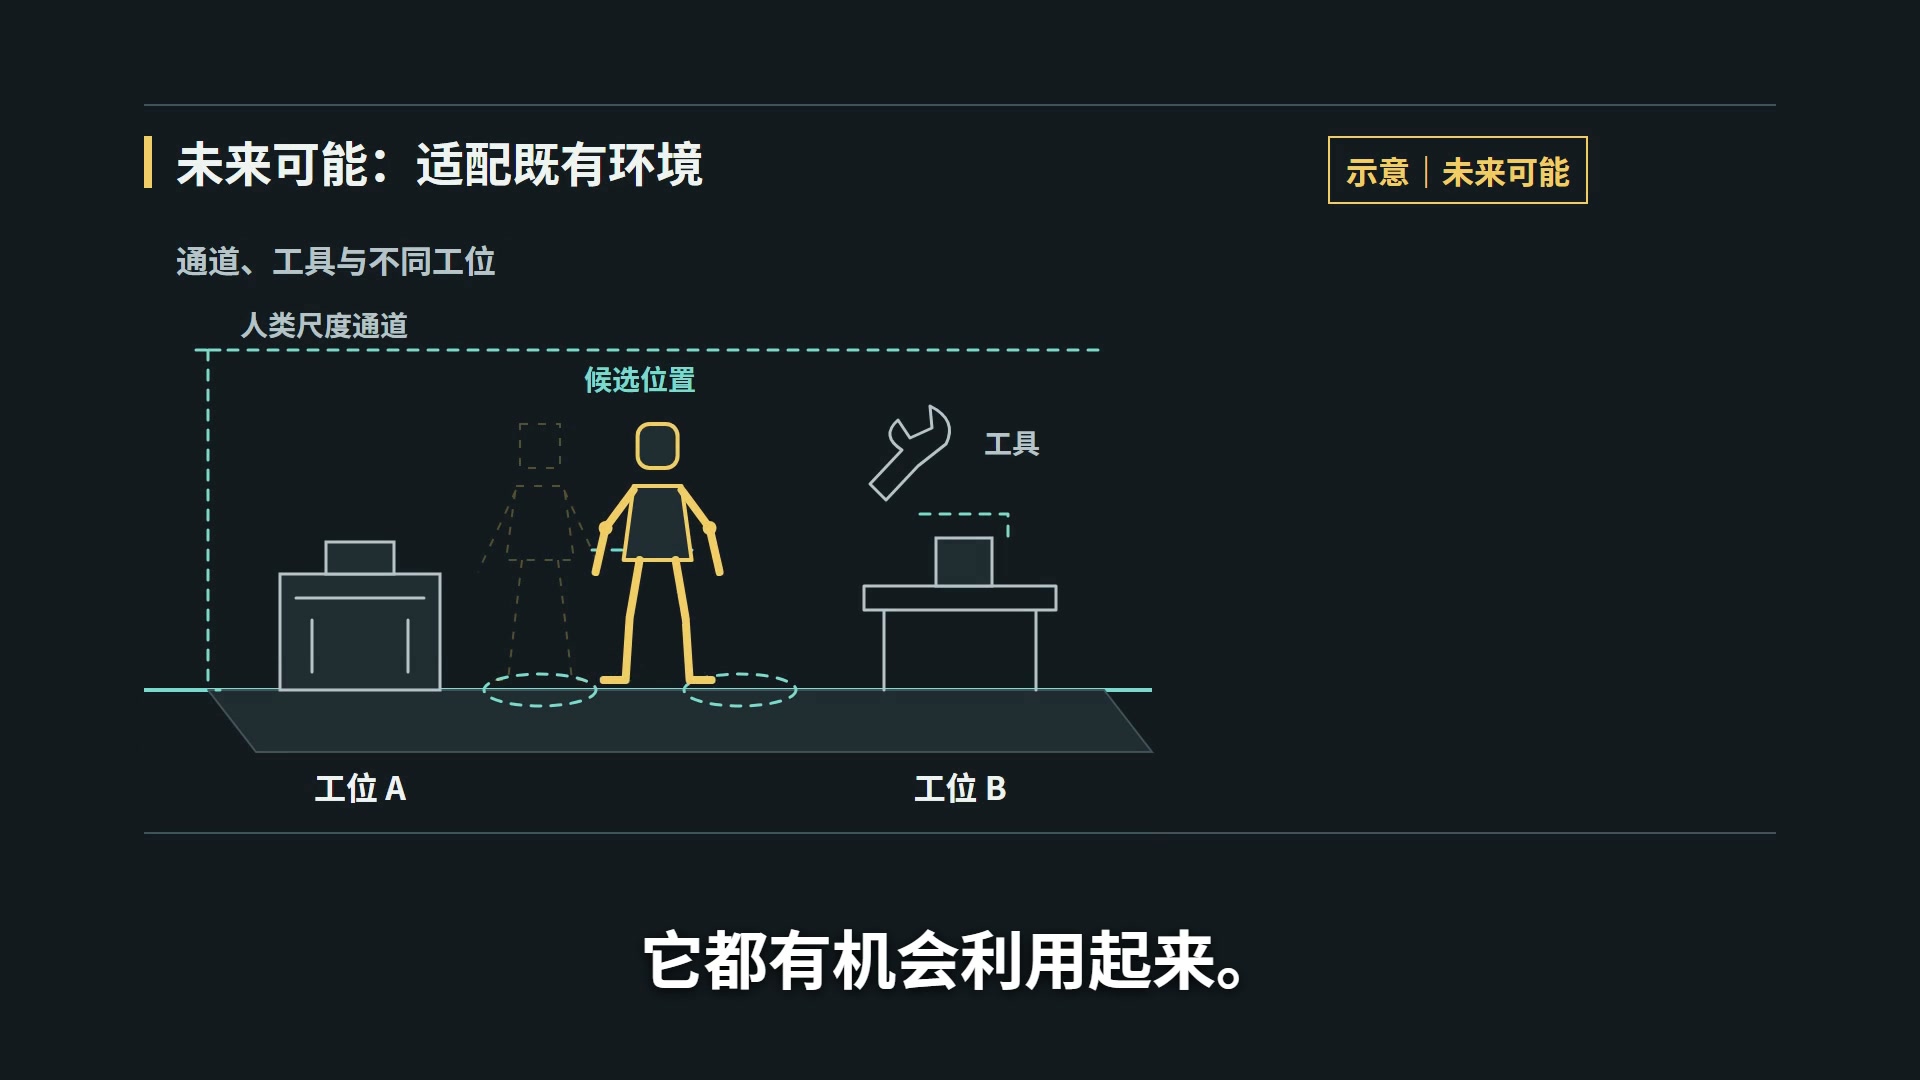 未来可能：适配既有环境
示意｜未来可能
通道、工具与不同工位
人类尺度通道
候选位置
工具
工位 A
工位 B
它都有机会利用起来。